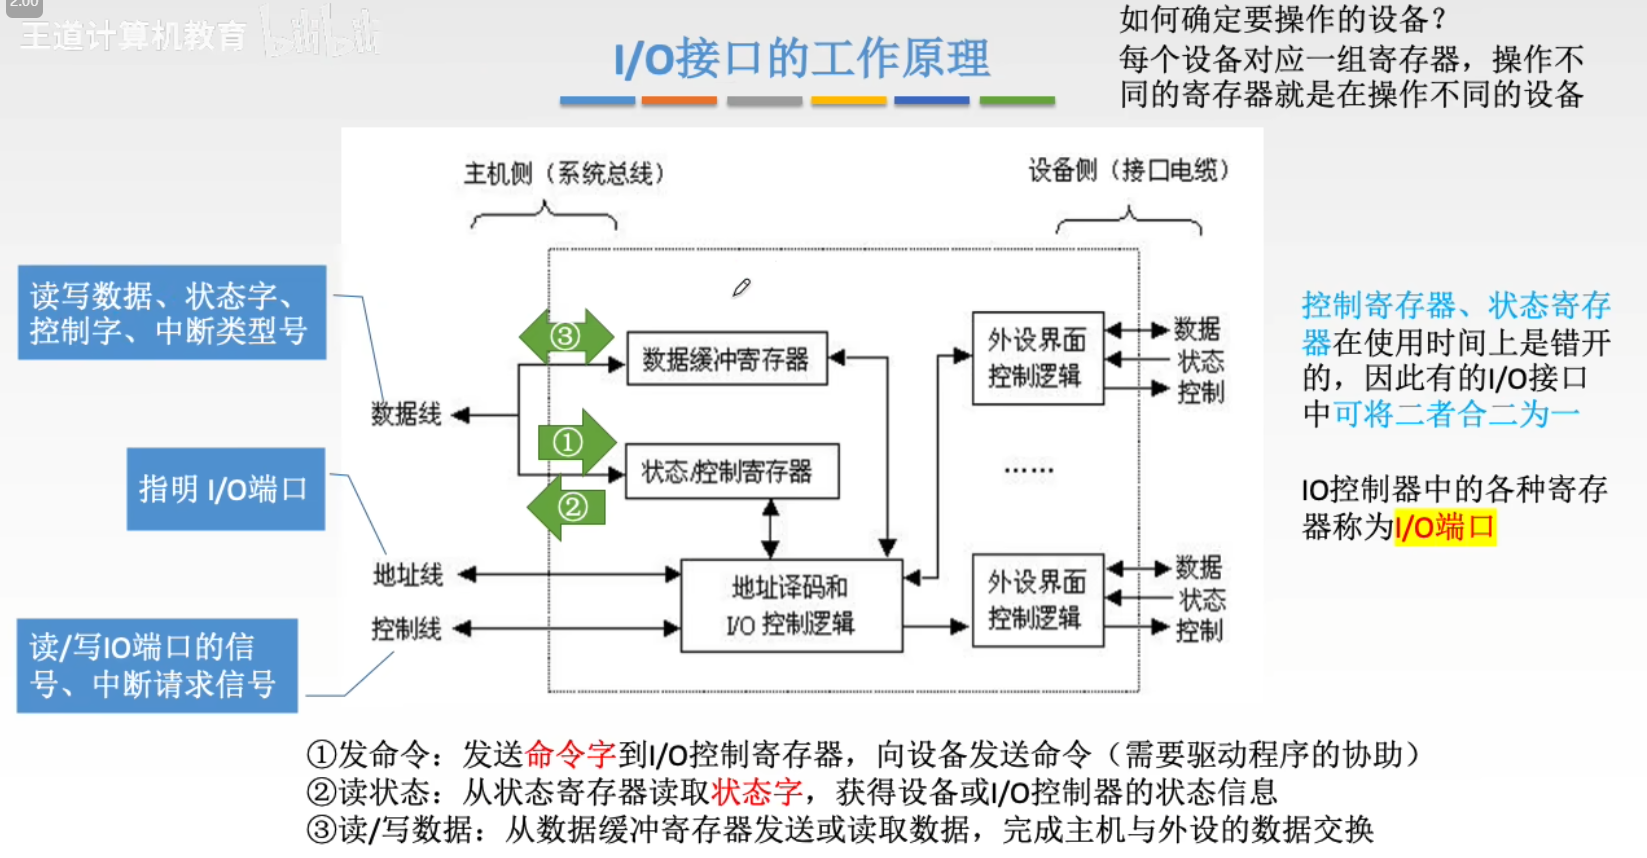 2:00
王道计算机教育 bilibili
I/O接口的工作原理
如何确定要操作的设备？
每个设备对应一组寄存器，操作不
同的寄存器就是在操作不同的设备
主机侧（系统总线）
设备侧（接口电缆）
读写数据、状态字、
控制字、中断类型号
指明 I/O端口
读/写IO端口的信
号、中断请求信号
数据线
地址线
控制线
③
①
②
数据缓冲寄存器
状态/控制寄存器
地址译码和
I/O 控制逻辑
外设界面
控制逻辑
数据
状态
控制
……
外设界面
控制逻辑
数据
状态
控制
控制寄存器、状态寄存
器在使用时间上是错开
的，因此有的I/O接口
中可将二者合二为一
IO控制器中的各种寄存
器称为I/O端口
①发命令：发送命令字到I/O控制寄存器，向设备发送命令（需要驱动程序的协助）
②读状态：从状态寄存器读取状态字，获得设备或I/O控制器的状态信息
③读/写数据：从数据缓冲寄存器发送或读取数据，完成主机与外设的数据交换